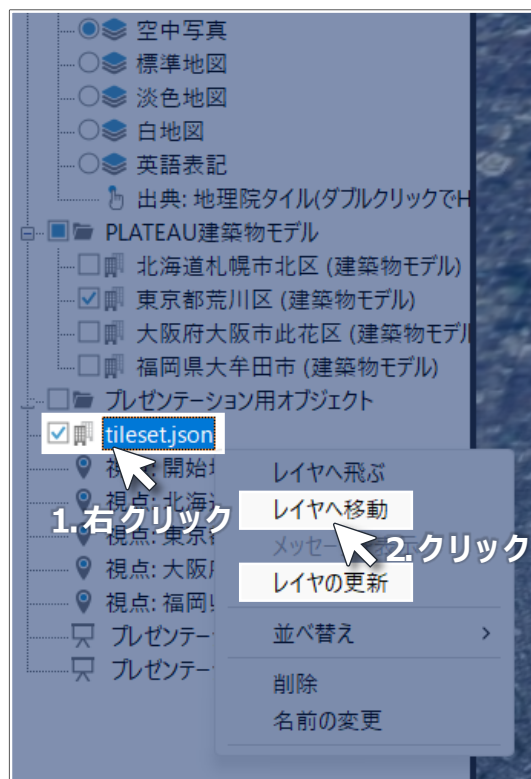 空中写真
標準地図
淡色地図
白地図
英語表記
出典: 地理院タイル(ダブルクリックでH
PLATEAU建築物モデル
北海道札幌市北区 (建築物モデル)
東京都荒川区 (建築物モデル)
大阪府大阪市此花区 (建築物モデル
福岡県大牟田市 (建築物モデル)
プレゼンテーション用オブジェクト
tileset.json
視点: 開始
レイヤへ飛ぶ
視点: 北海
レイヤへ移動
1.右クリック
視点: 東京
メッセー 表示
2.クリック
視点: 大阪
レイヤの更新
視点: 福岡
プレゼンテー
並べ替え
プレゼンテー
削除
名前の変更